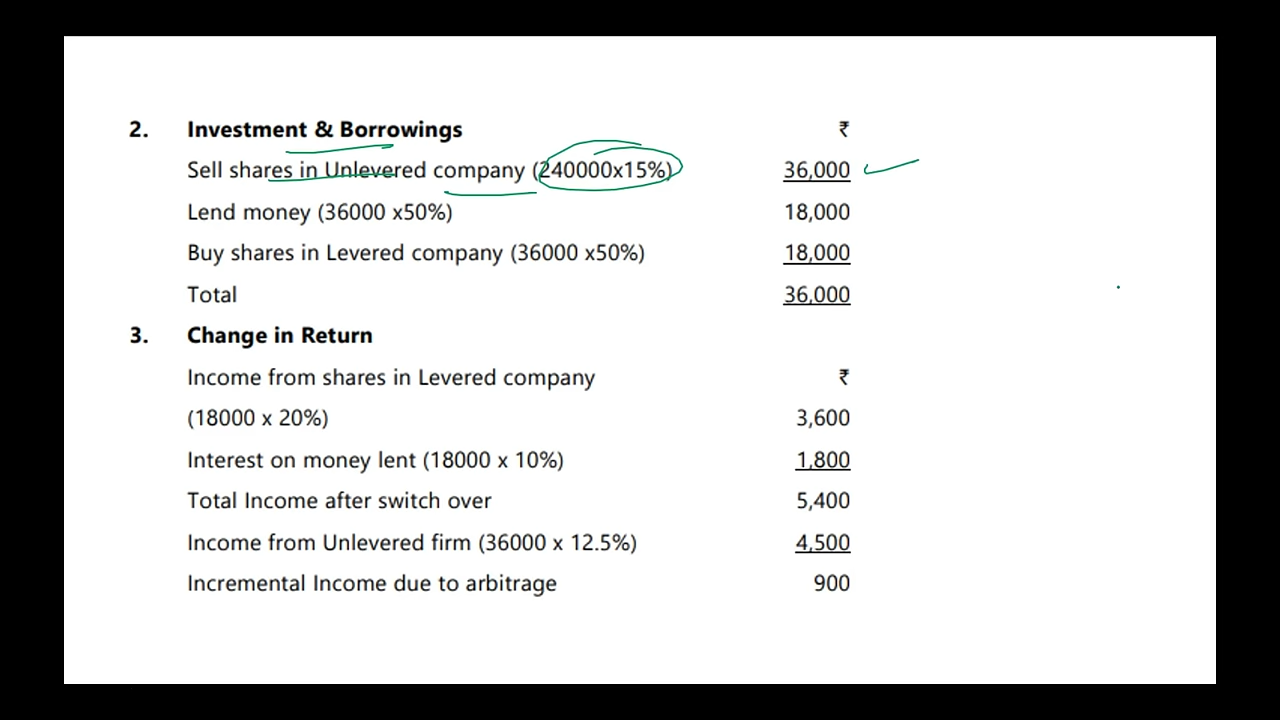 2. Investment & Borrowings ₹
Sell shares in Unlevered company (240000x15%) 36,000
Lend money (36000 x50%) 18,000
Buy shares in Levered company (36000 x50%) 18,000
Total 36,000
3. Change in Return
Income from shares in Levered company ₹
(18000 x 20%) 3,600
Interest on money lent (18000 x 10%) 1,800
Total Income after switch over 5,400
Income from Unlevered firm (36000 x 12.5%) 4,500
Incremental Income due to arbitrage 900